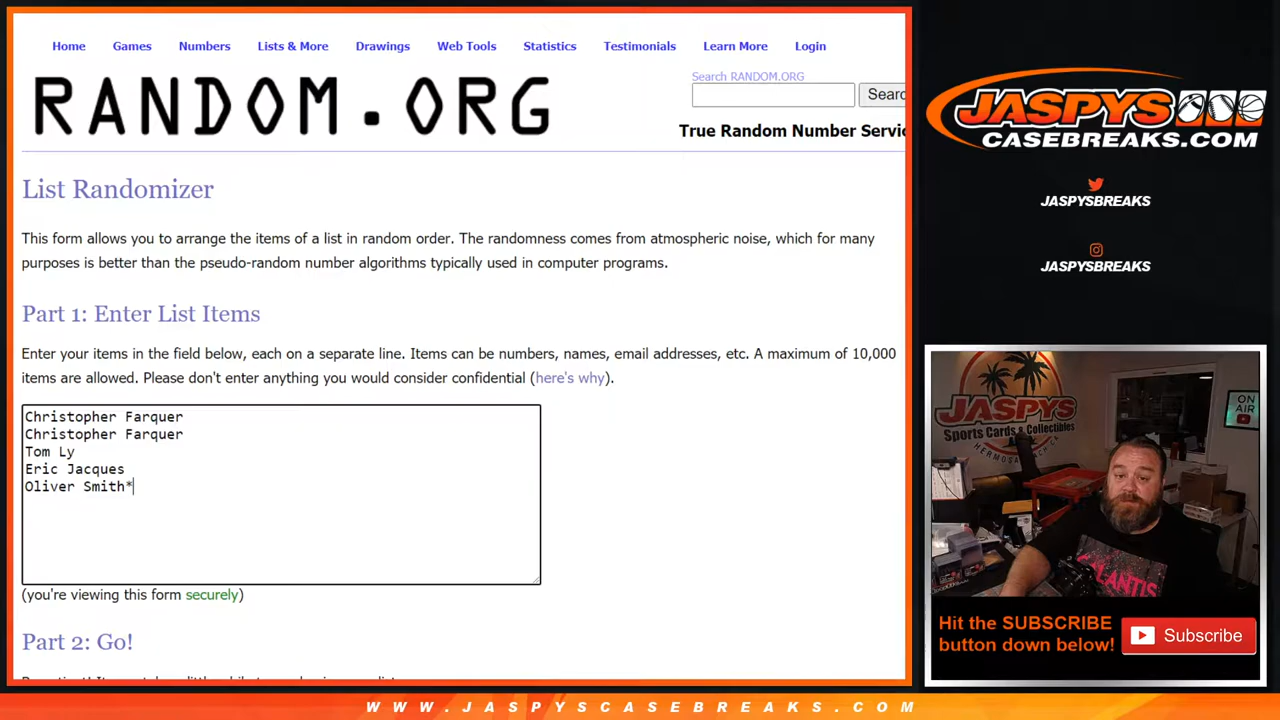 Home Games Numbers Lists & More Drawings Web Tools Statistics Testimonials Learn More Login
RANDOM.ORG
Search RANDOM.ORG
Searc
True Random Number Servic
List Randomizer
This form allows you to arrange the items of a list in random order. The randomness comes from atmospheric noise, which for many
purposes is better than the pseudo-random number algorithms typically used in computer programs.
Part 1: Enter List Items
Enter your items in the field below, each on a separate line. Items can be numbers, names, email addresses, etc. A maximum of 10,000
items are allowed. Please don't enter anything you would consider confidential (here's why).
Christopher Farquer
Christopher Farquer
Tom Ly
Eric Jacques
Oliver Smith*
(you're viewing this form securely)
Part 2: Go!
JASPYS
CASEBREAKS.COM
JASPYSBREAKS
JASPYSBREAKS
JASPYS
Sports Cards & Collectibles
HERMOSA BEACH, CA
ON
AIR
ATLANTIS
Hit the SUBSCRIBE
button down below!
Subscribe
WWW.JASPYSCASEBREAKS.COM